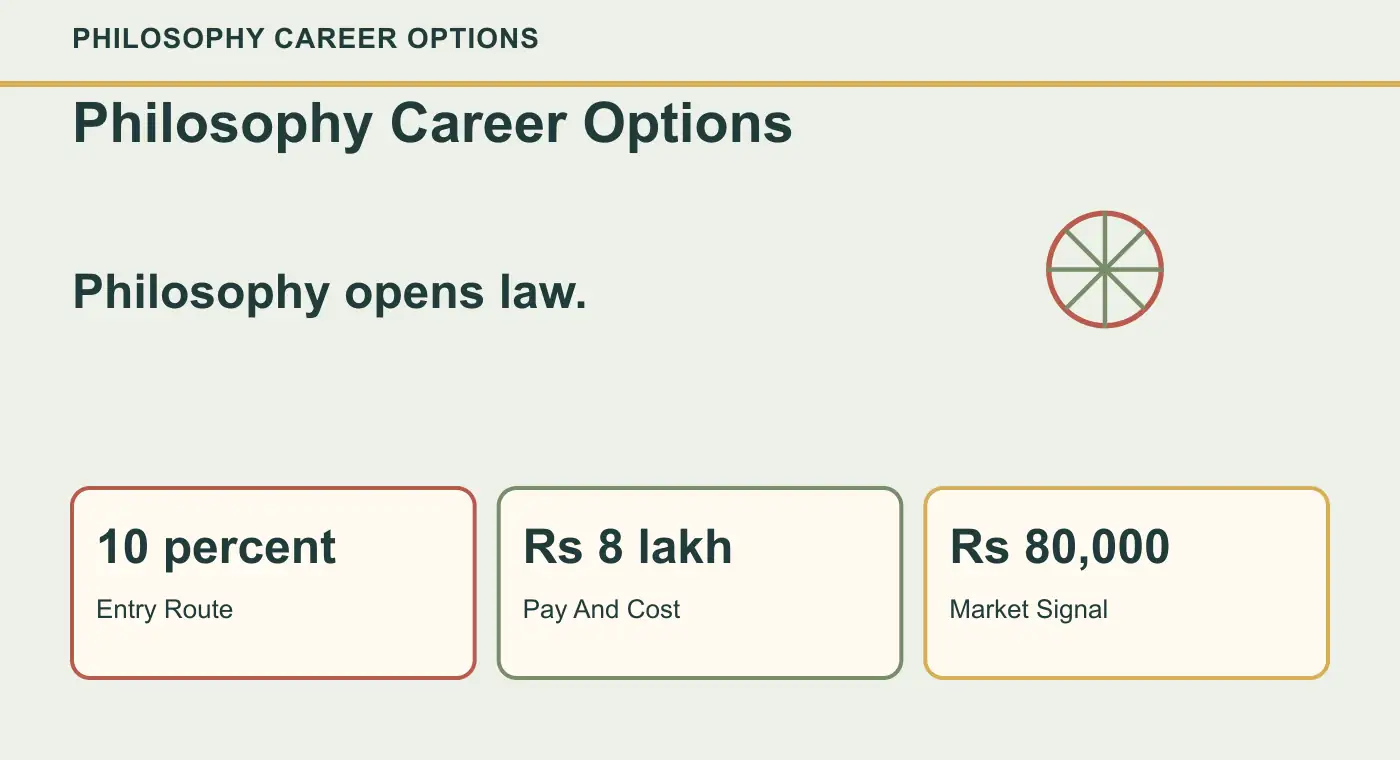 PHILOSOPHY CAREER OPTIONS
Philosophy Career Options
Philosophy opens law.
10 percent
Entry Route
Rs 8 lakh
Pay And Cost
Rs 80,000
Market Signal